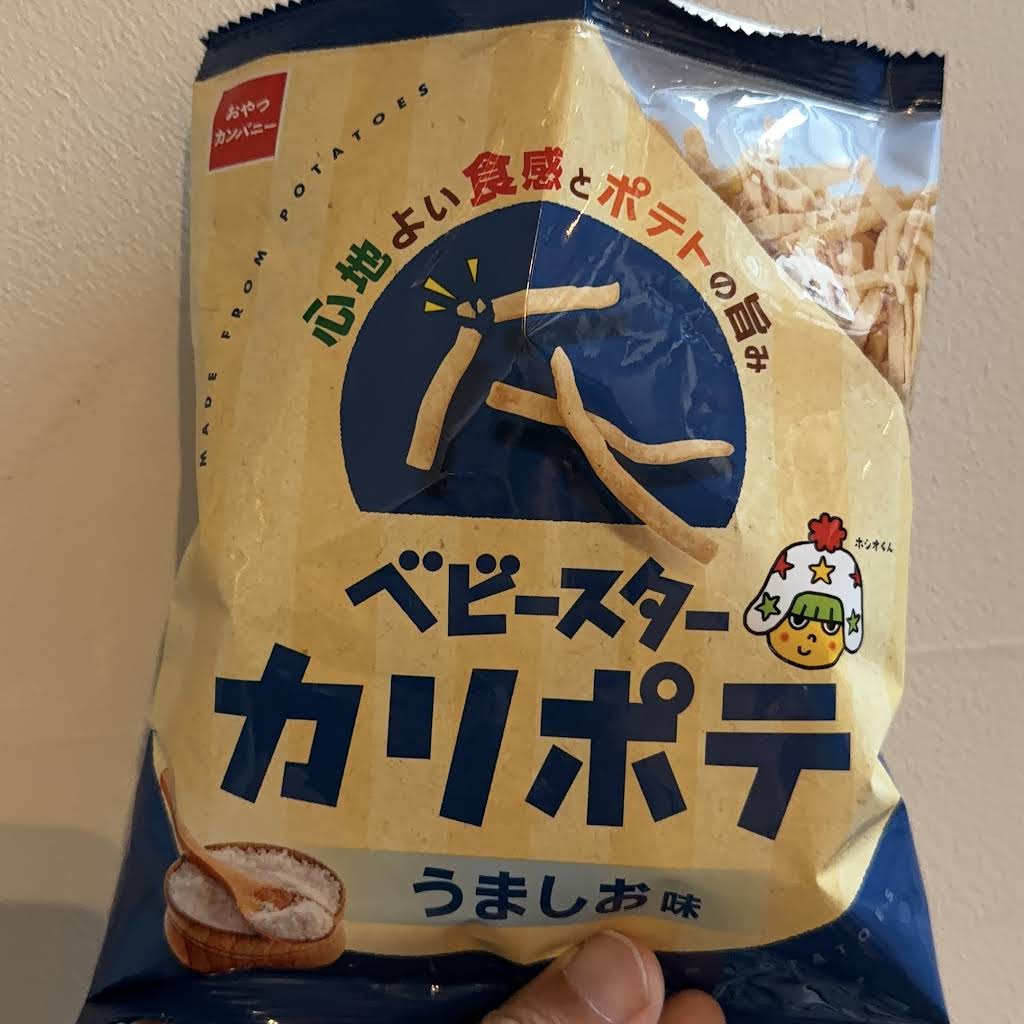 おやつ
カンパニー
MADE FROM POTATOES
心地よい食感とポテトの旨み
ホシオくん
ベビースター
カリポテ
うましお味
POTATOES